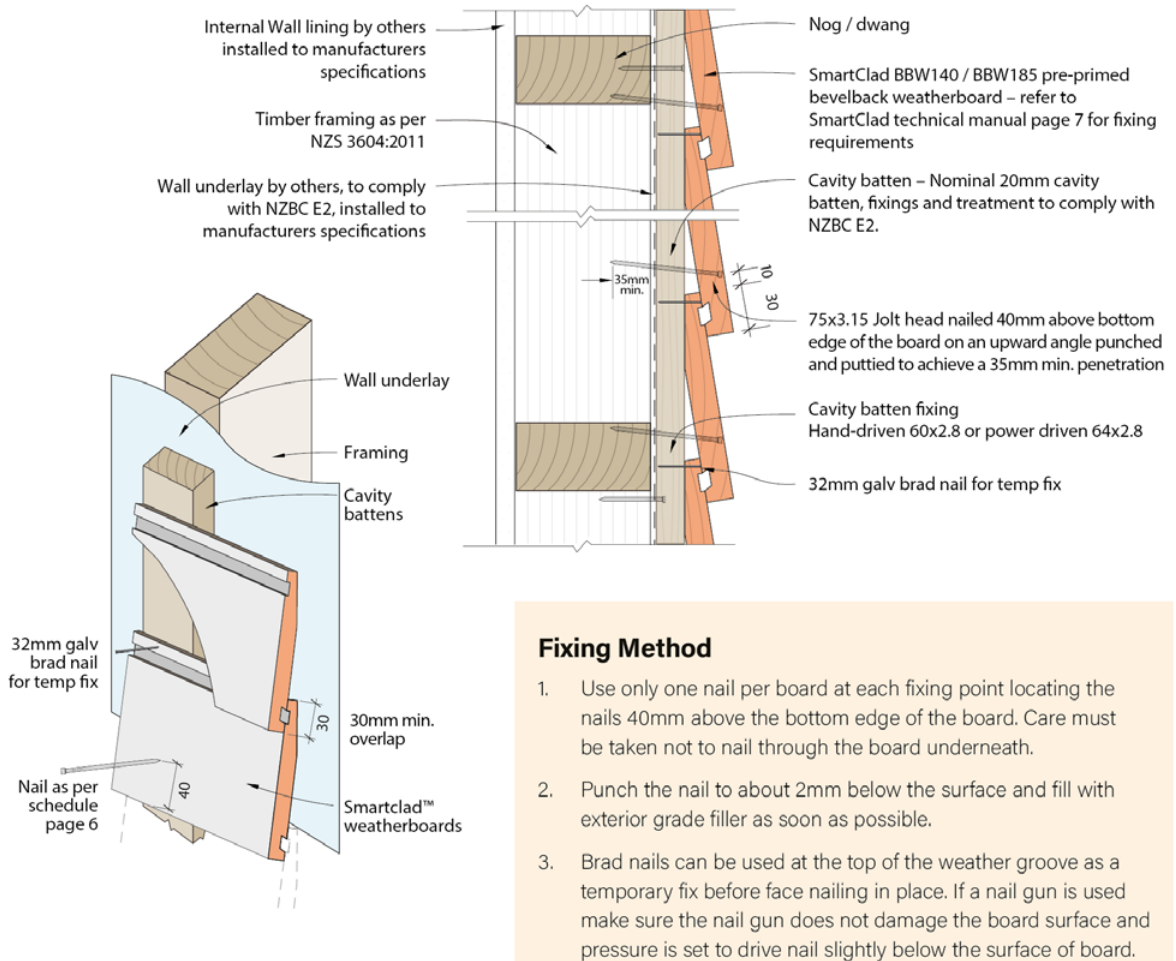 Internal Wall lining by others
installed to manufacturers
specifications
Timber framing as per
NZS 3604:2011
Wall underlay by others, to comply
with NZBC E2, installed to
manufacturers specifications
Nog / dwang
SmartClad BBW140 / BBW185 pre-primed
bevelback weatherboard – refer to
SmartClad technical manual page 7 for fixing
requirements
Cavity batten – Nominal 20mm cavity
batten, fixings and treatment to comply with
NZBC E2.
35mm
min.
10
30
75x3.15 Jolt head nailed 40mm above bottom
edge of the board on an upward angle punched
and puttied to achieve a 35mm min. penetration
Cavity batten fixing
Hand-driven 60x2.8 or power driven 64x2.8
32mm galv brad nail for temp fix
Wall underlay
Framing
Cavity
battens
32mm galv
brad nail
for temp fix
30
30mm min.
overlap
Nail as per
schedule
page 6
40
Smartclad™
weatherboards
Fixing Method
1. Use only one nail per board at each fixing point locating the
nails 40mm above the bottom edge of the board. Care must
be taken not to nail through the board underneath.
2. Punch the nail to about 2mm below the surface and fill with
exterior grade filler as soon as possible.
3. Brad nails can be used at the top of the weather groove as a
temporary fix before face nailing in place. If a nail gun is used
make sure the nail gun does not damage the board surface and
pressure is set to drive nail slightly below the surface of board.